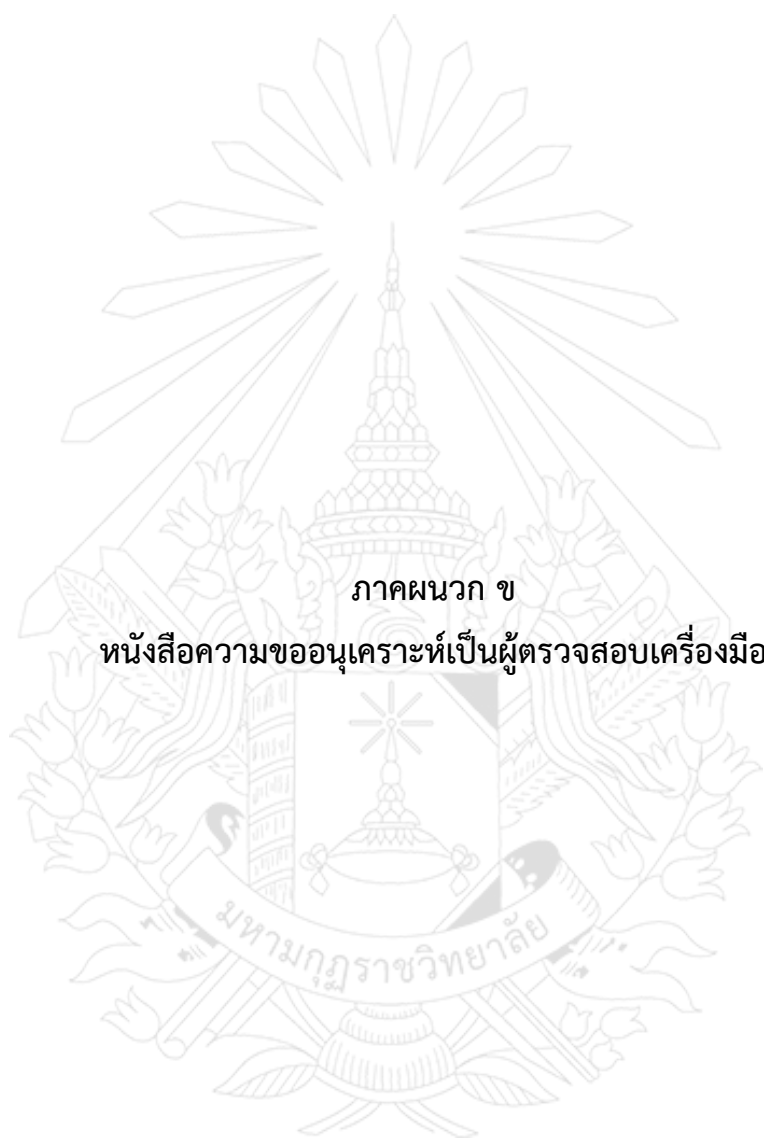 ภาคผนวก ข
หนังสือความขออนุเคราะห์เป็นผู้ตรวจสอบเครื่องมือ
มหามกุฏราชวิทยาลัย